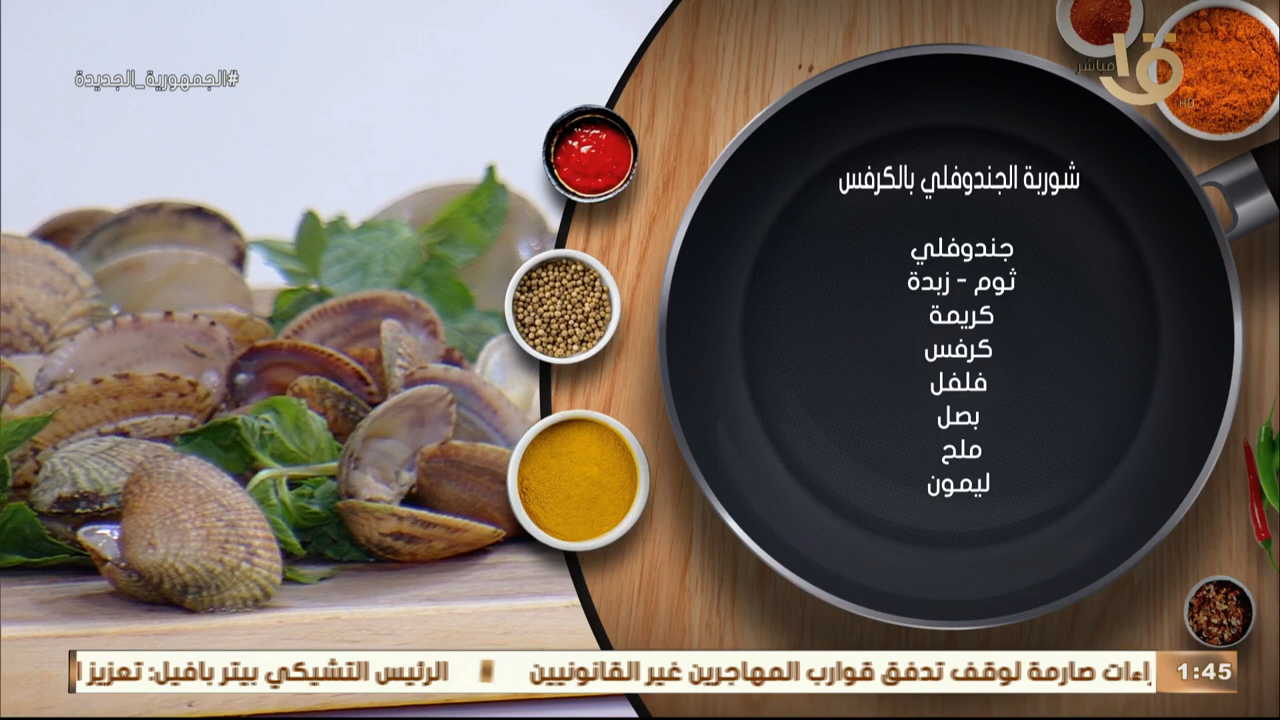 #الجمهورية_الجديدة
مباشر
HD
شوربة الجندوفلي بالكرفس
جندوفلي
ثوم - زبدة
كريمة
كرفس
فلفل
بصل
ملح
ليمون
صارمة لوقف تدفق قوارب المهاجرين غير القانونيين الرئيس التشيكي بيتر بافيل: تعزيز
1:45